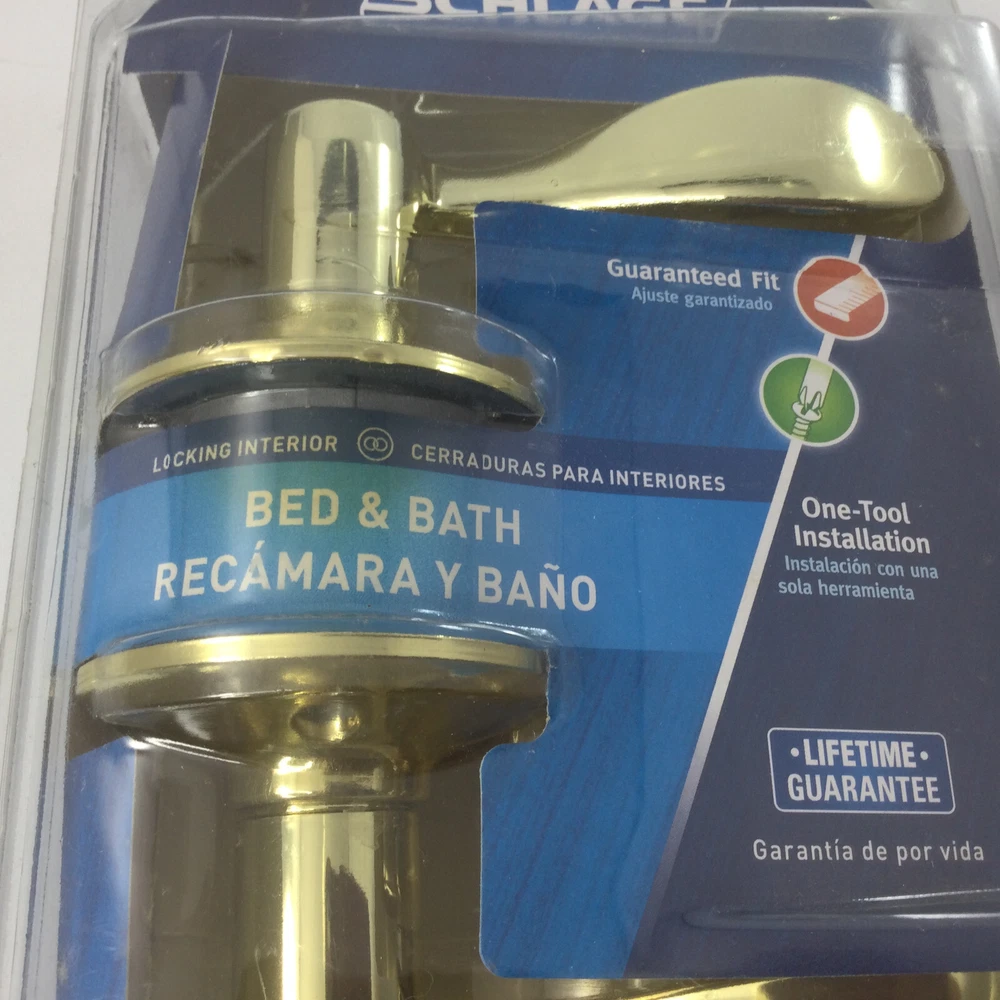 SCHLAGE
Guaranteed Fit
Ajuste garantizado
LOCKING INTERIOR CERRADURAS PARA INTERIORES
BED & BATH
RECÁMARA Y BAÑO
One-Tool
Installation
Instalación con una
sola herramienta
•LIFETIME•
GUARANTEE
Garantía de por vida